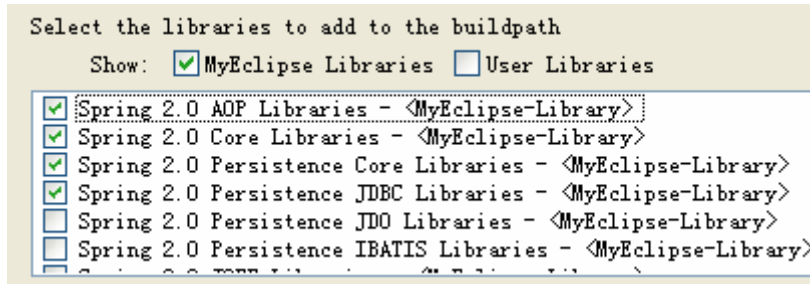 Select the libraries to add to the buildpath
Show: MyEclipse Libraries User Libraries
Spring 2.0 AOP Libraries - <MyEclipse-Library>
Spring 2.0 Core Libraries - <MyEclipse-Library>
Spring 2.0 Persistence Core Libraries - <MyEclipse-Library>
Spring 2.0 Persistence JDBC Libraries - <MyEclipse-Library>
Spring 2.0 Persistence JDO Libraries - <MyEclipse-Library>
Spring 2.0 Persistence IBATIS Libraries - <MyEclipse-Library>